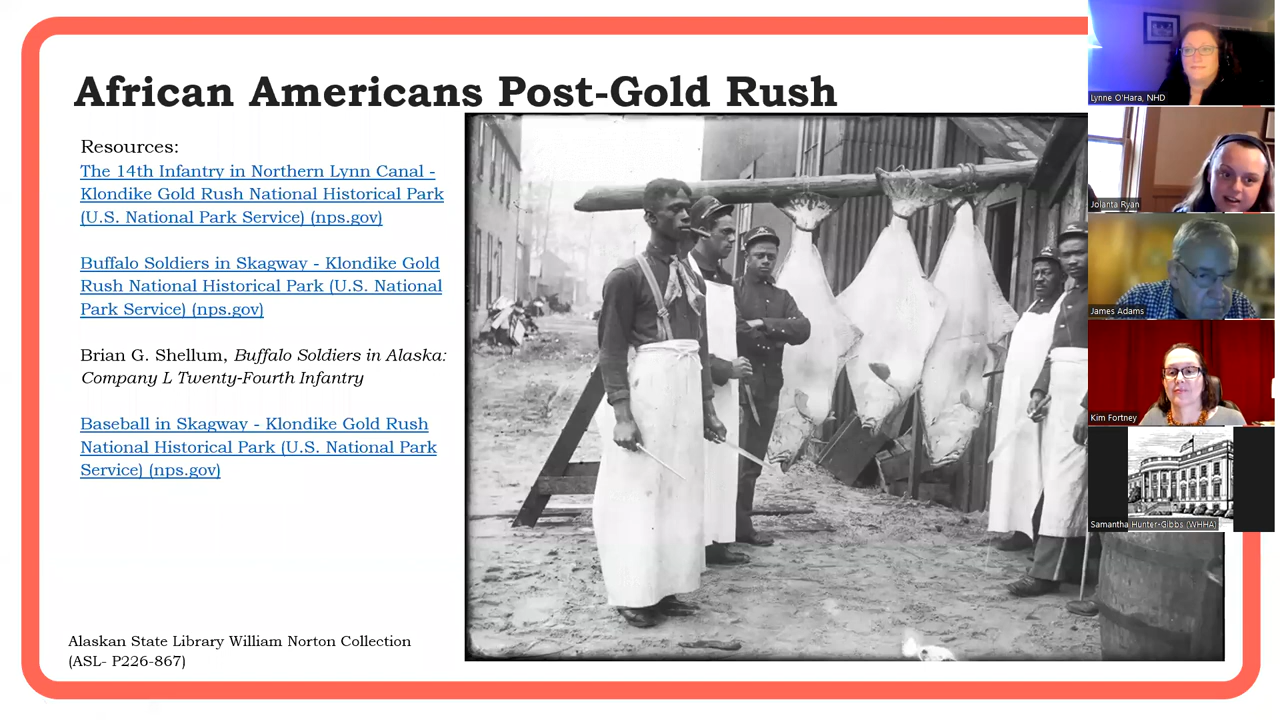 African Americans Post-Gold Rush
Resources:
The 14th Infantry in Northern Lynn Canal -
Klondike Gold Rush National Historical Park
(U.S. National Park Service) (nps.gov)
Buffalo Soldiers in Skagway - Klondike Gold
Rush National Historical Park (U.S. National
Park Service) (nps.gov)
Brian G. Shellum, Buffalo Soldiers in Alaska:
Company L Twenty-Fourth Infantry
Baseball in Skagway - Klondike Gold Rush
National Historical Park (U.S. National Park
Service) (nps.gov)
Alaskan State Library William Norton Collection
(ASL- P226-867)
Lynne O'Hara, NHD
Jolanta Ryan
James Adams
Kim Fortney
Samantha Hunter-Gibbs (WHHA)